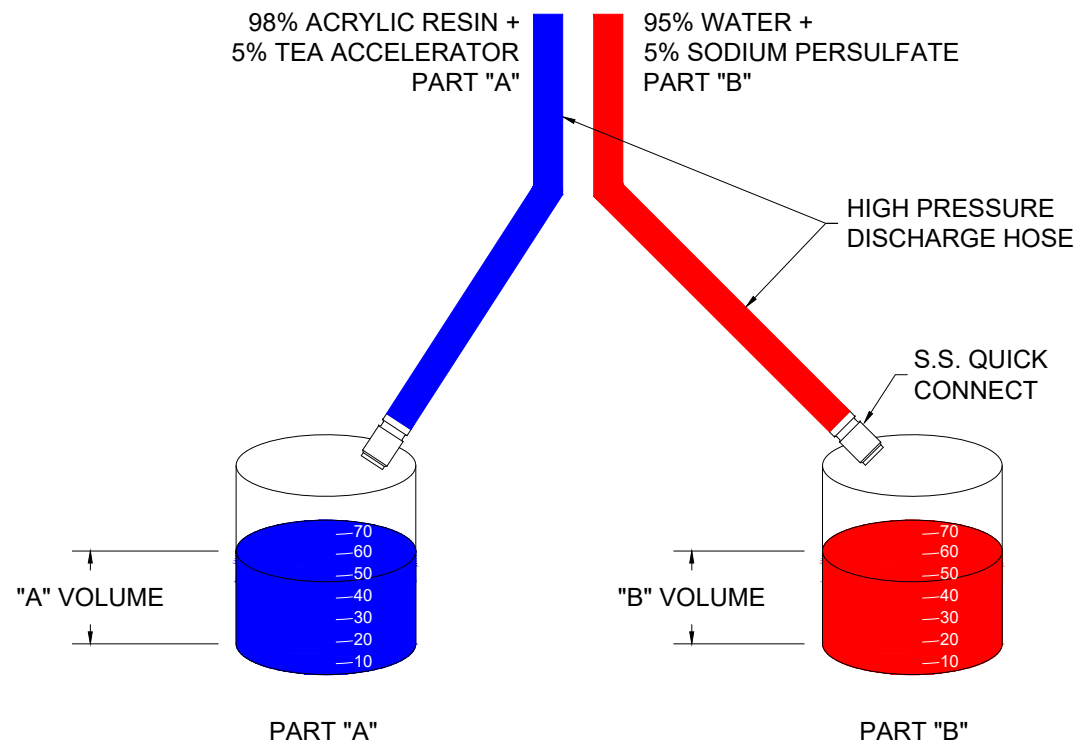 98% ACRYLIC RESIN +
5% TEA ACCELERATOR
PART "A"
95% WATER +
5% SODIUM PERSULFATE
PART "B"
HIGH PRESSURE
DISCHARGE HOSE
S.S. QUICK
CONNECT
"A" VOLUME
70
60
50
40
30
20
10
"B" VOLUME
70
60
50
40
30
20
10
PART "A"
PART "B"